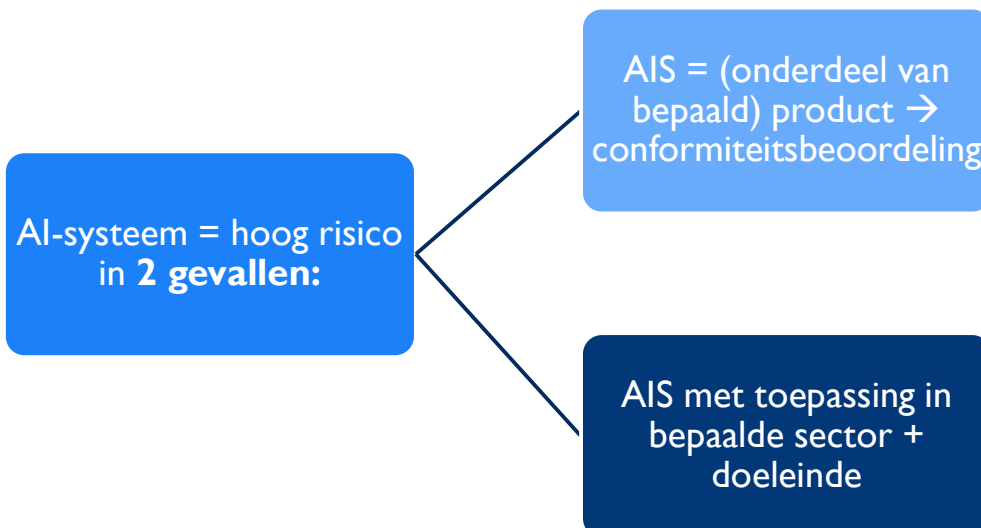 AI-systeem = hoog risico
in 2 gevallen:
AIS = (onderdeel van
bepaald) product →
conformiteitsbeoordeling
AIS met toepassing in
bepaalde sector +
doeleinde